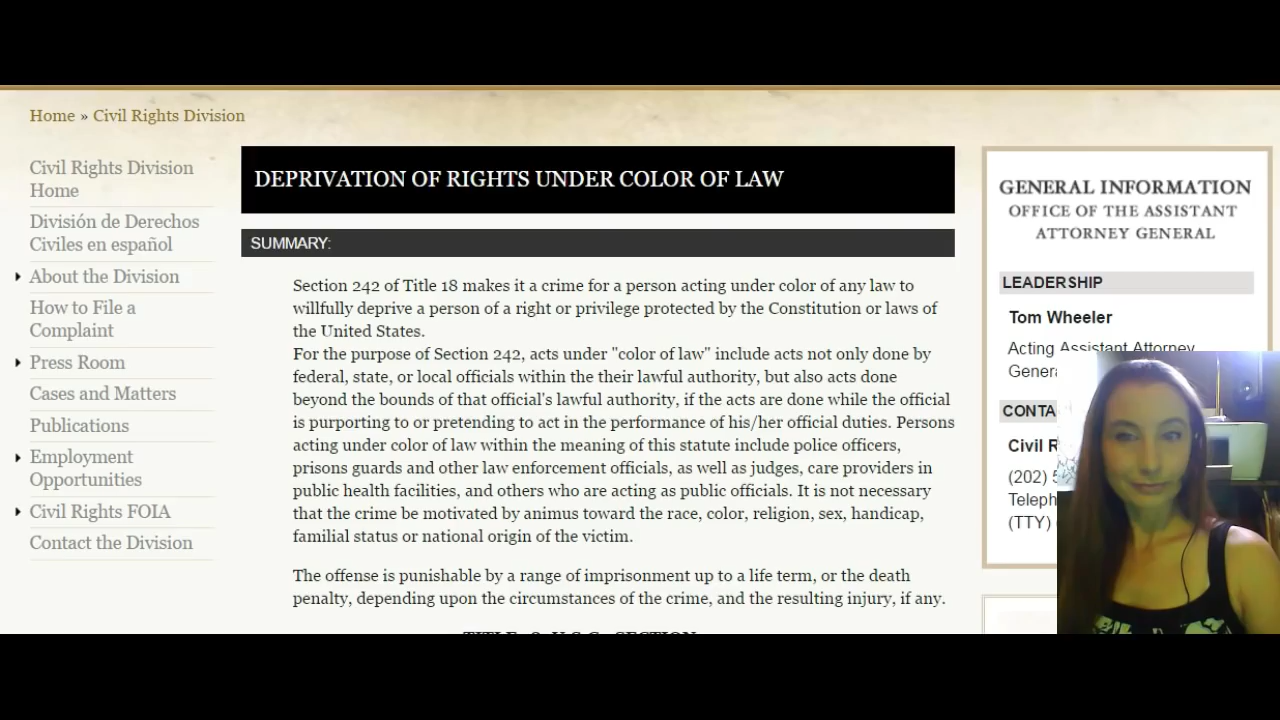 Home » Civil Rights Division
Civil Rights Division
Home
División de Derechos
Civiles en español
About the Division
How to File a
Complaint
Press Room
Cases and Matters
Publications
Employment
Opportunities
Civil Rights FOIA
Contact the Division
DEPRIVATION OF RIGHTS UNDER COLOR OF LAW
SUMMARY:
Section 242 of Title 18 makes it a crime for a person acting under color of any law to
willfully deprive a person of a right or privilege protected by the Constitution or laws of
the United States.
For the purpose of Section 242, acts under "color of law" include acts not only done by
federal, state, or local officials within the their lawful authority, but also acts done
beyond the bounds of that official's lawful authority, if the acts are done while the official
is purporting to or pretending to act in the performance of his/her official duties. Persons
acting under color of law within the meaning of this statute include police officers,
prisons guards and other law enforcement officials, as well as judges, care providers in
public health facilities, and others who are acting as public officials. It is not necessary
that the crime be motivated by animus toward the race, color, religion, sex, handicap,
familial status or national origin of the victim.
The offense is punishable by a range of imprisonment up to a life term, or the death
penalty, depending upon the circumstances of the crime, and the resulting injury, if any.
GENERAL INFORMATION
OFFICE OF THE ASSISTANT
ATTORNEY GENERAL
LEADERSHIP
Tom Wheeler
Acting Assistant Attorney
Genera
CONTA
Civil R
(202) 5
Teleph
(TTY)